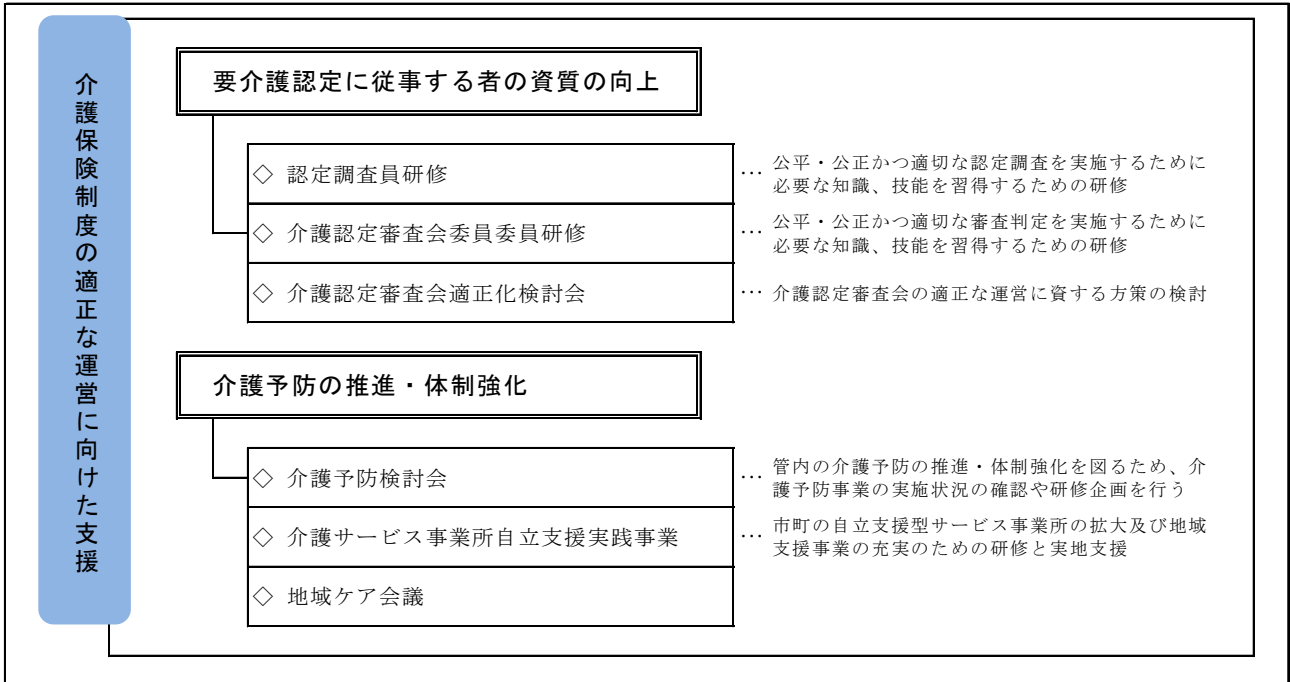 介護保険制度の適正な運営に向けた支援
要介護認定に従事する者の資質の向上
◇ 認定調査員研修
… 公平・公正かつ適切な認定調査を実施するために
必要な知識、技能を習得するための研修
◇ 介護認定審査会委員委員研修
… 公平・公正かつ適切な審査判定を実施するために
必要な知識、技能を習得するための研修
◇ 介護認定審査会適正化検討会
… 介護認定審査会の適正な運営に資する方策の検討
介護予防の推進・体制強化
◇ 介護予防検討会
… 管内の介護予防の推進・体制強化を図るため、介
護予防事業の実施状況の確認や研修企画を行う
◇ 介護サービス事業所自立支援実践事業
… 市町の自立支援型サービス事業所の拡大及び地域
支援事業の充実のための研修と実地支援
◇ 地域ケア会議